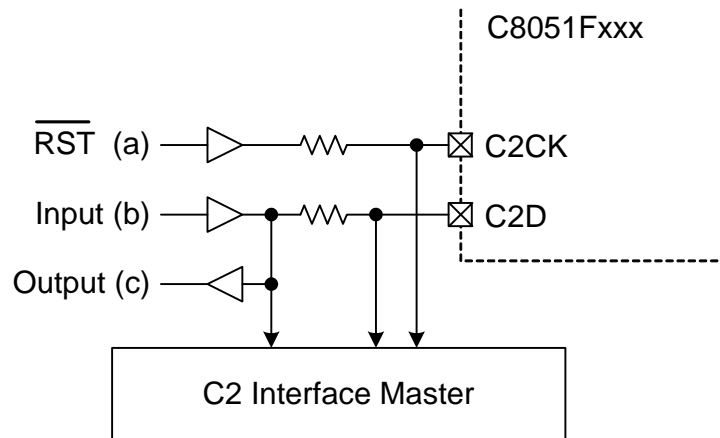 C8051Fxxx
RST (a)
C2CK
Input (b)
C2D
Output (c)
C2 Interface Master